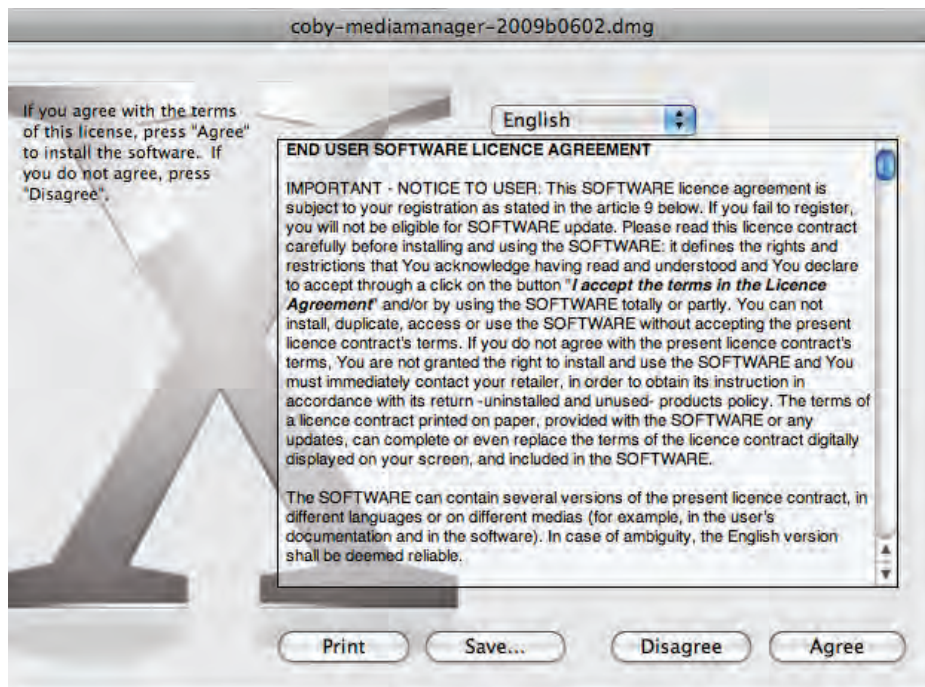 coby-mediamanager-2009b0602.dmg
If you agree with the terms
of this license, press "Agree"
to install the software.  If
you do not agree, press
"Disagree".
English
END USER SOFTWARE LICENCE AGREEMENT
IMPORTANT - NOTICE TO USER: This SOFTWARE licence agreement is
subject to your registration as stated in the article 9 below. If you fail to register,
you will not be eligible for SOFTWARE update. Please read this licence contract
carefully before installing and using the SOFTWARE: it defines the rights and
restrictions that You acknowledge having read and understood and You declare
to accept through a click on the button "I accept the terms in the Licence
Agreement" and/or by using the SOFTWARE totally or partly. You can not
install, duplicate, access or use the SOFTWARE without accepting the present
licence contract's terms. If you do not agree with the present licence contract's
terms, You are not granted the right to install and use the SOFTWARE and You
must immediately contact your retailer, in order to obtain its instruction in
accordance with its return -uninstalled and unused- products policy. The terms of
a licence contract printed on paper, provided with the SOFTWARE or any
updates, can complete or even replace the terms of the licence contract digitally
displayed on your screen, and included in the SOFTWARE.
The SOFTWARE can contain several versions of the present licence contract, in
different languages or on different medias (for example, in the user's
documentation and in the software). In case of ambiguity, the English version
shall be deemed reliable.
Print
Save...
Disagree
Agree